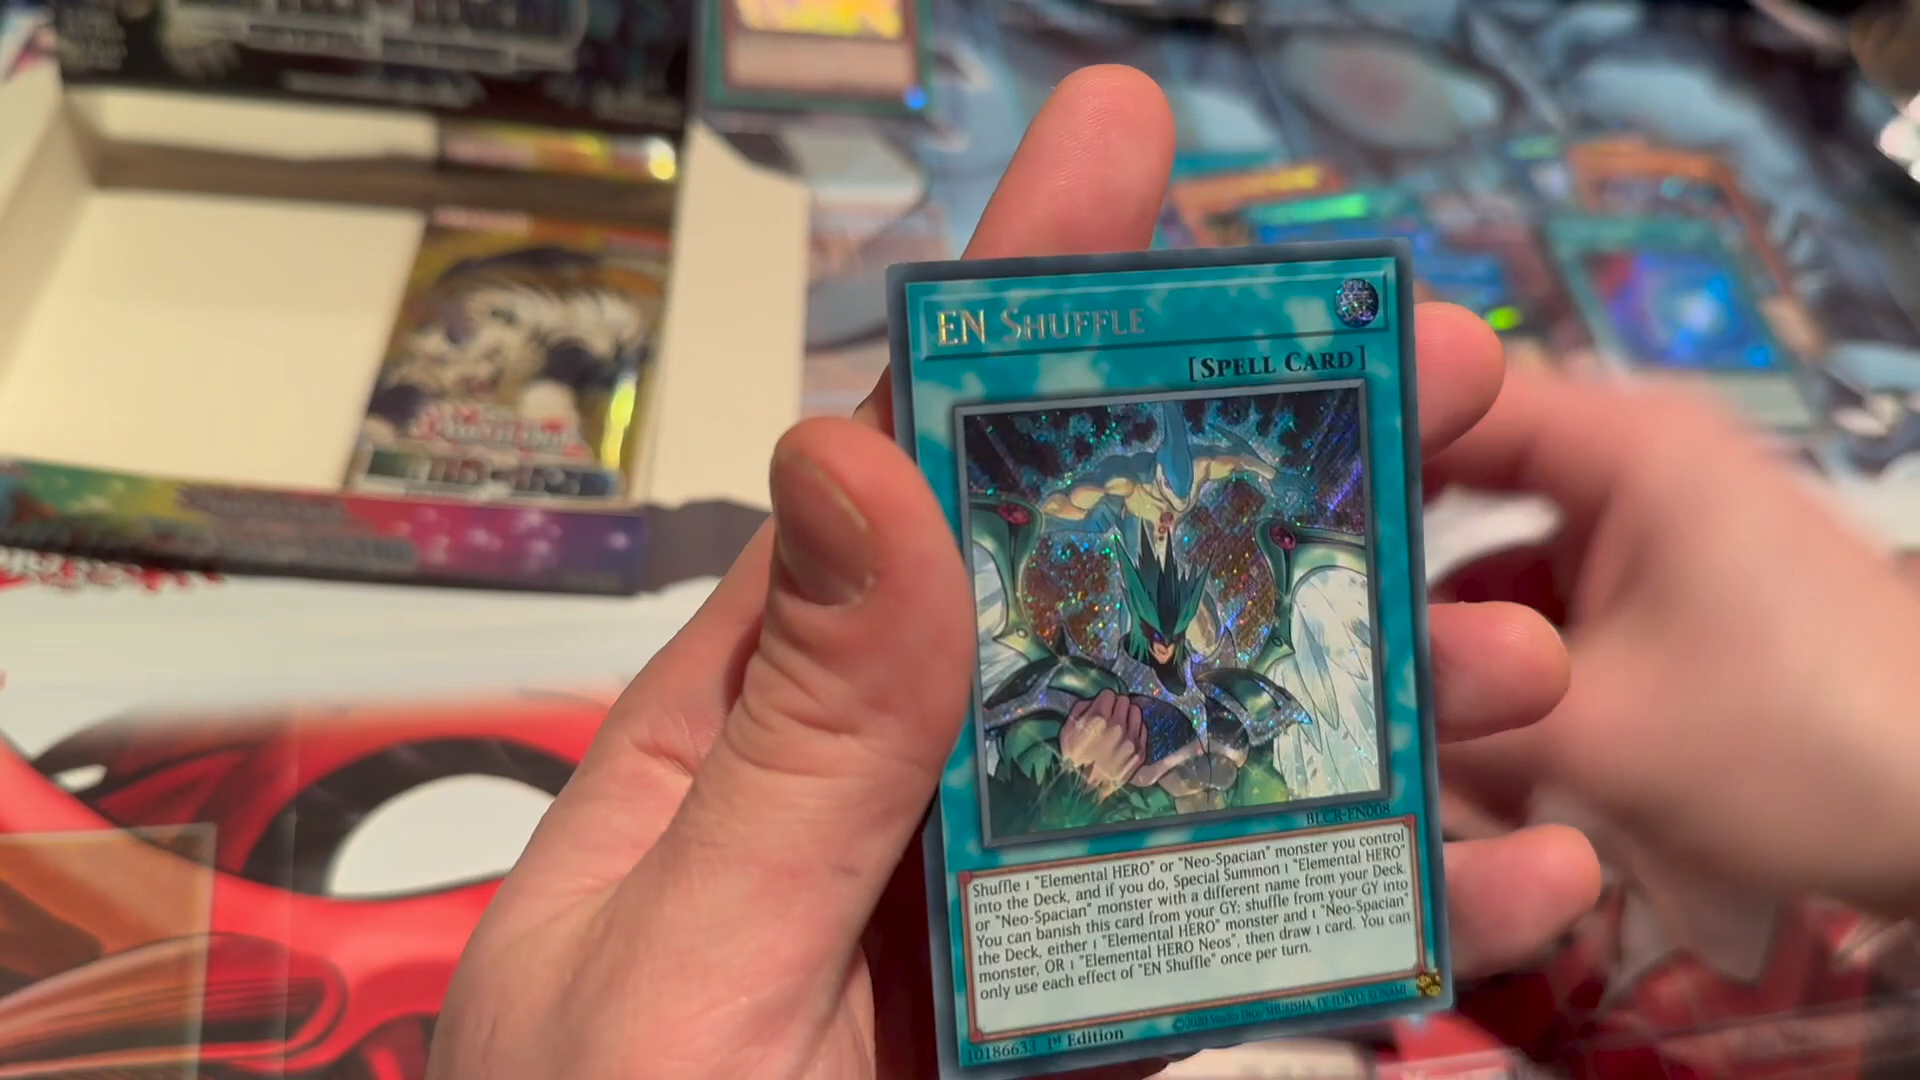 EN SHUFFLE
[SPELL CARD]
BLCR-EN008
Shuffle 1 "Elemental HERO" or "Neo-Spacian" monster you control
into the Deck, and if you do, Special Summon 1 "Elemental HERO"
or "Neo-Spacian" monster with a different name from your Deck.
You can banish this card from your GY; shuffle from your GY into
the Deck, either 1 "Elemental HERO" monster and 1 "Neo-Spacian"
monster, OR 1 "Elemental HERO Neos", then draw 1 card. You can
only use each effect of "EN Shuffle" once per turn.
10186633 1st Edition ©2020 Studio Dice/SHUEISHA, TV TOKYO, KONAMI